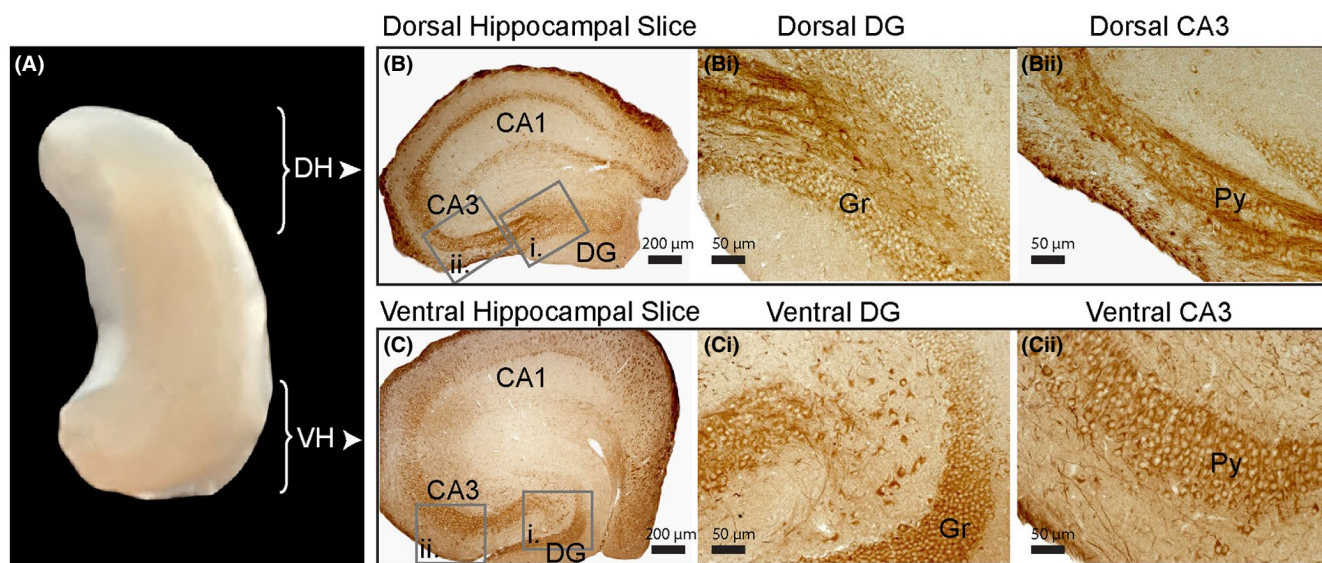 Dorsal Hippocampal Slice Dorsal DG Dorsal CA3
(A)
DH
VH
(B)
CA1
CA3
ii.
i.
DG
200 µm
(Bi)
Gr
50 µm
(Bii)
Py
50 µm
Ventral Hippocampal Slice Ventral DG Ventral CA3
(C)
CA1
CA3
ii.
i.
DG
200 µm
(Ci)
Gr
50 µm
(Cii)
Py
50 µm